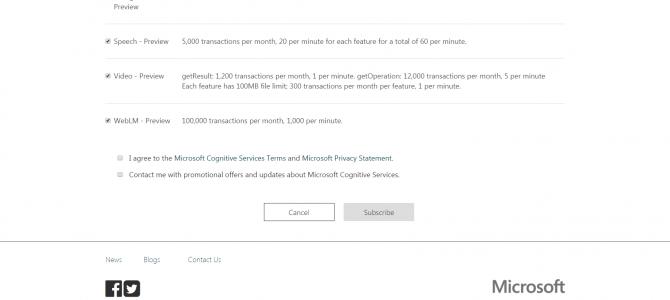 Preview
Speech - Preview 5,000 transactions per month, 20 per minute for each feature for a total of 60 per minute.
Video - Preview getResult: 1,200 transactions per month, 1 per minute. getOperation: 12,000 transactions per month, 5 per minute
Each feature has 100MB file limit; 300 transactions per month per feature, 1 per minute.
WebLM - Preview 100,000 transactions per month, 1,000 per minute.
I agree to the Microsoft Cognitive Services Terms and Microsoft Privacy Statement.
Contact me with promotional offers and updates about Microsoft Cognitive Services.
Cancel Subscribe
News Blogs Contact Us
Microsoft